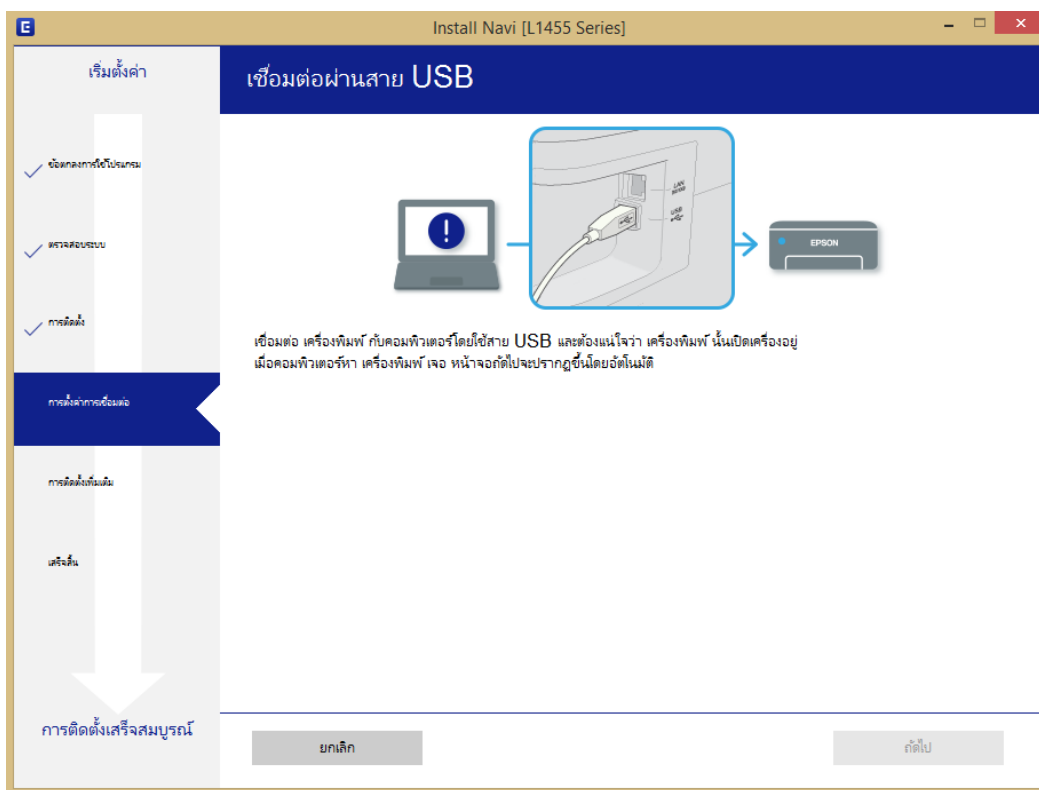 Install Navi [L1455 Series]
เริ่มตั้งค่า
เชื่อมต่อผ่านสาย USB
ข้อตกลงการใช้โปรแกรม
ตรวจสอบระบบ
การติดตั้ง
การตั้งค่าการเชื่อมต่อ
การติดตั้งเพิ่มเติม
เสร็จสิ้น
การติดตั้งเสร็จสมบูรณ์
LAN
USB
EPSON
เชื่อมต่อ เครื่องพิมพ์ กับคอมพิวเตอร์โดยใช้สาย USB และต้องแน่ใจว่า เครื่องพิมพ์ นั้นเปิดเครื่องอยู่
เมื่อคอมพิวเตอร์หา เครื่องพิมพ์ เจอ หน้าจอถัดไปจะปรากฏขึ้นโดยอัตโนมัติ
ยกเลิก
ถัดไป